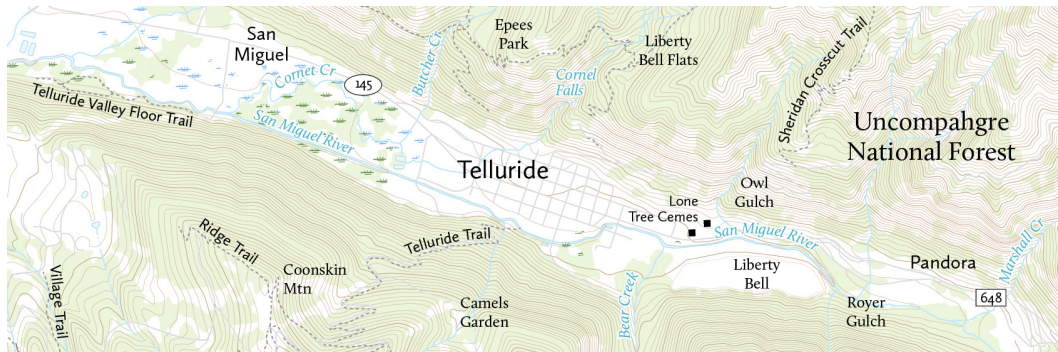 San
Miguel
Epees
Park
Liberty
Bell Flats
Butcher Cr
Cornet Cr
145
Cornel
Falls
Sheridan Crosscut Trail
Telluride Valley Floor Trail
San Miguel River
Uncompahgre
National Forest
Telluride
Owl
Gulch
Lone
Tree Cemes
San Miguel River
Marshall Cr
Ridge Trail
Telluride Trail
Village Trail
Coonskin
Mtn
Pandora
Liberty
Bell
Bear Creek
Camels
Garden
Royer
Gulch
648